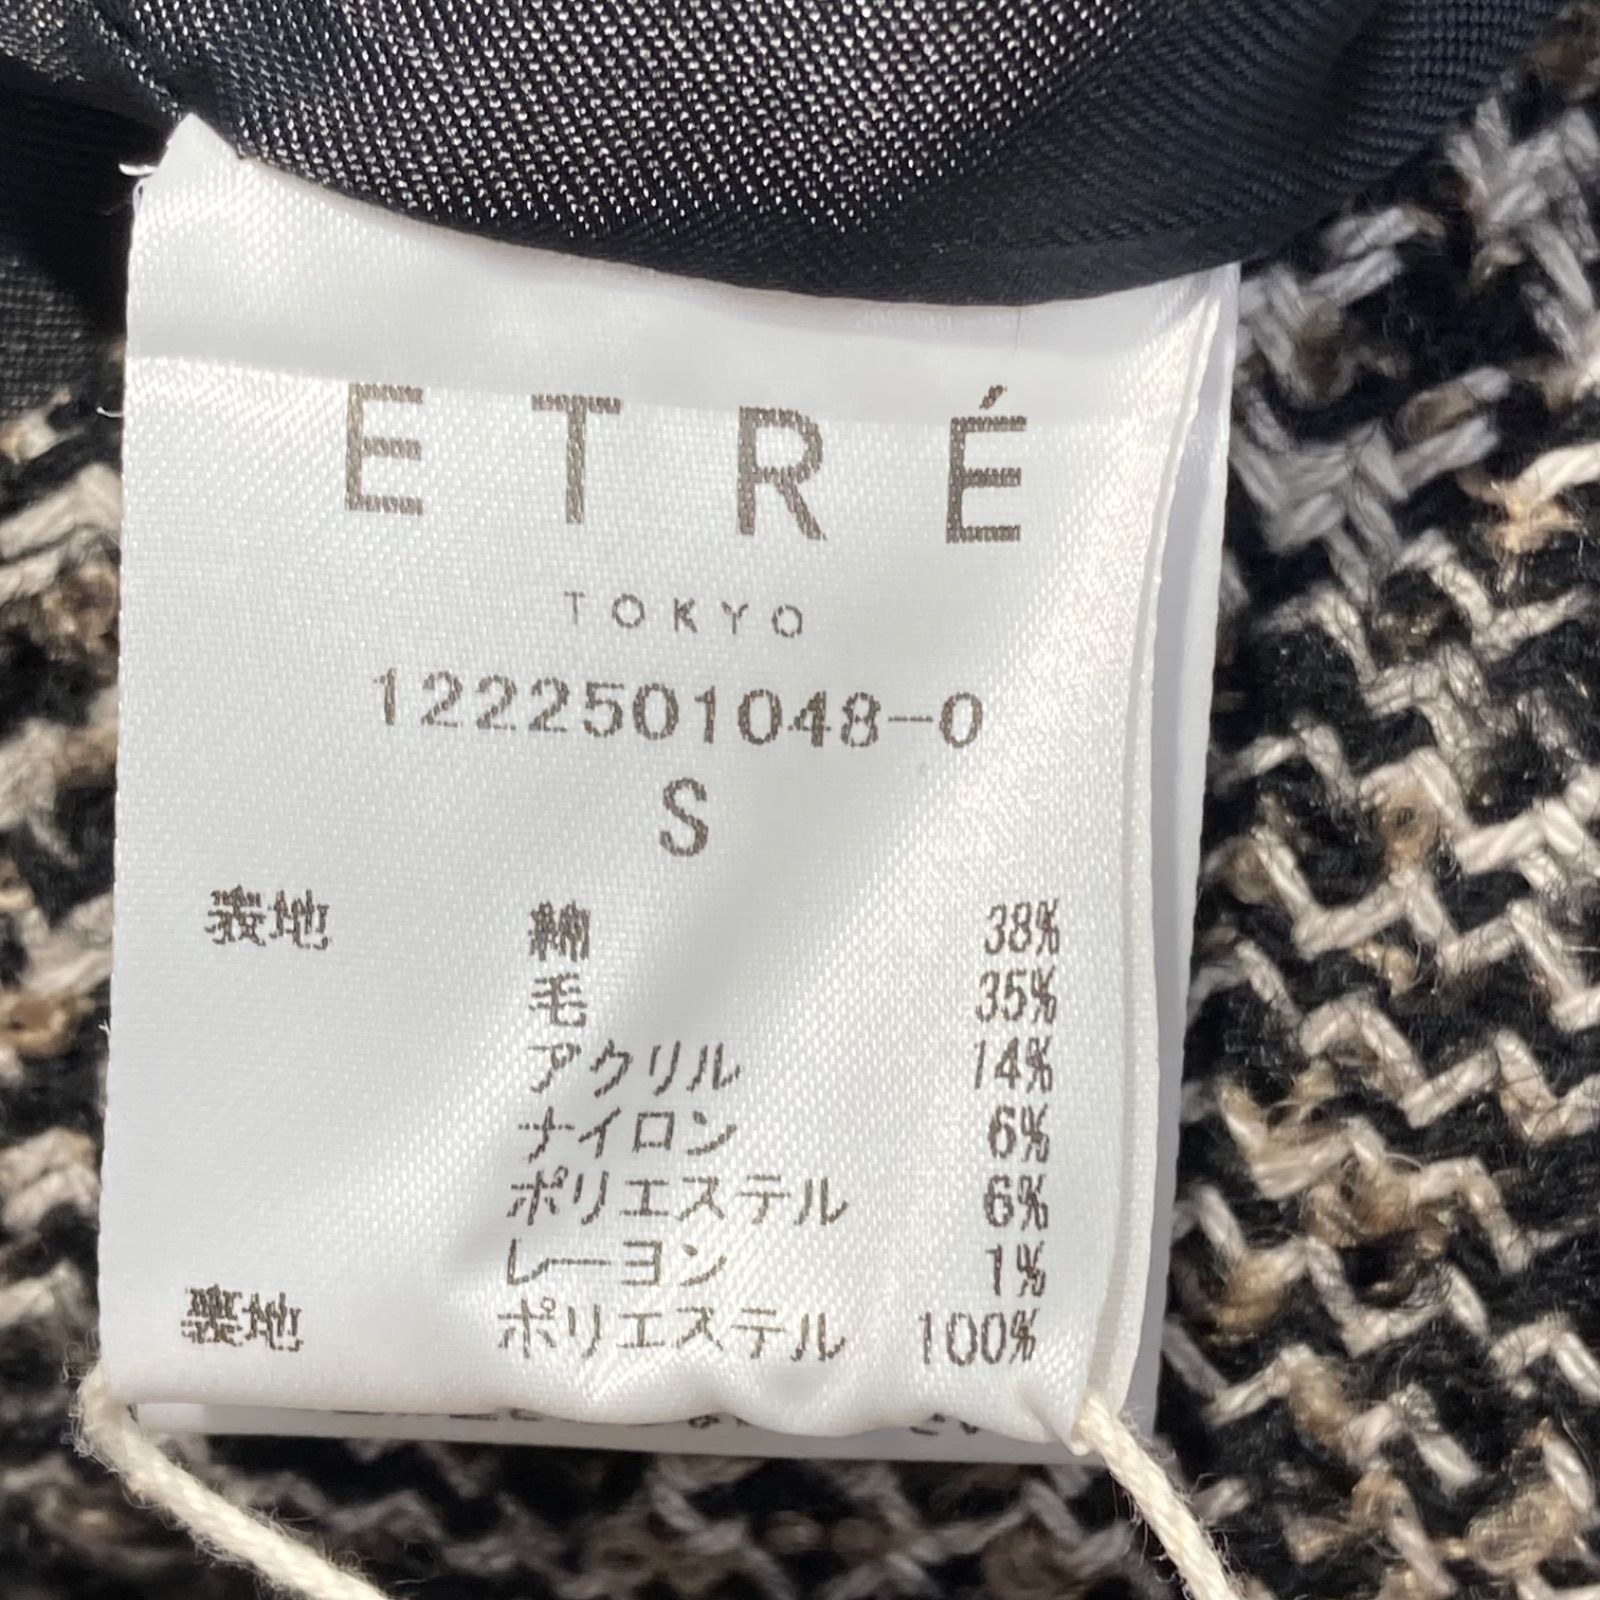 ETRÉ
TOKYO
1222501048-0
S
表地 綿 38%
毛 35%
アクリル 14%
ナイロン 6%
ポリエステル 6%
レーヨン 1%
裏地 ポリエステル 100%